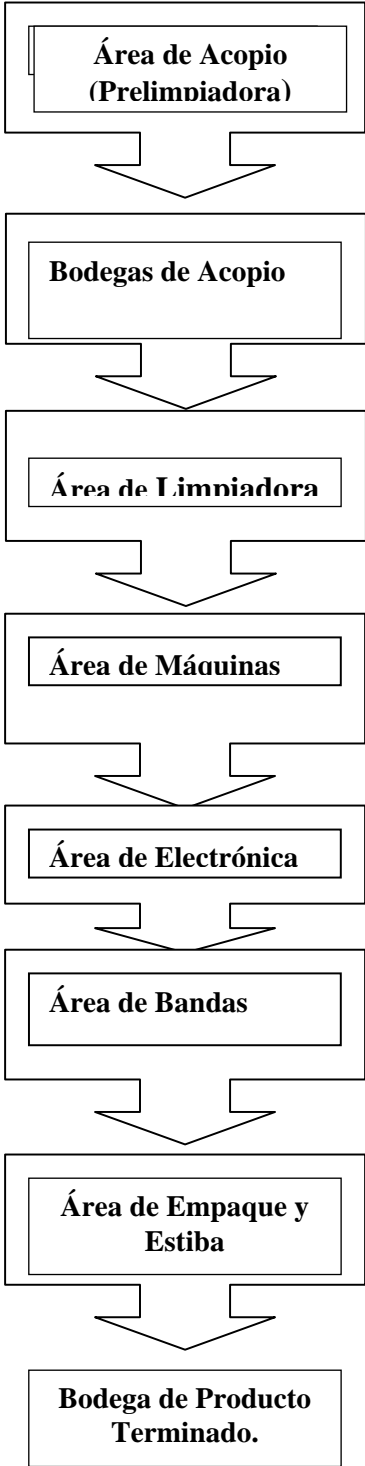 Área de Acopio
(Prelimpiadora)
Bodegas de Acopio
Área de Limpiadora
Área de Máquinas
Área de Electrónica
Área de Bandas
Área de Empaque y
Estiba
Bodega de Producto
Terminado.